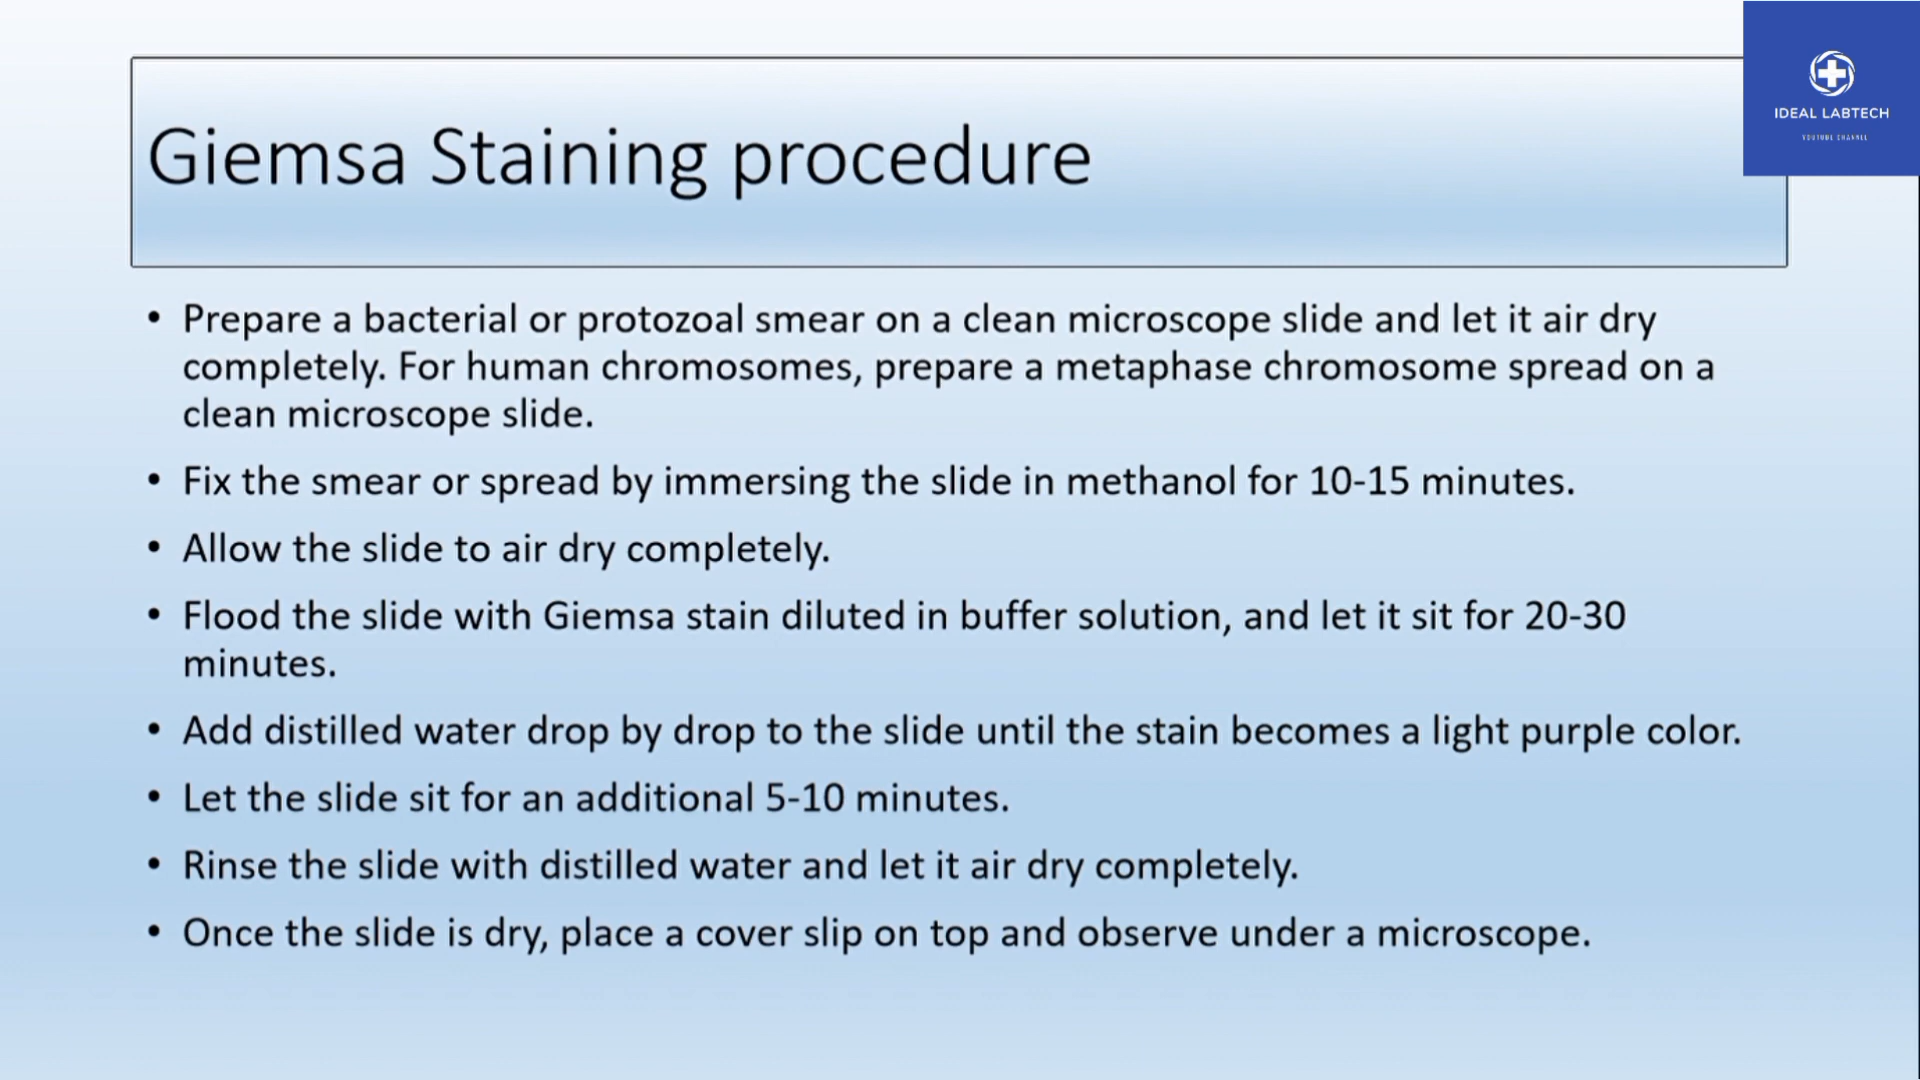 IDEAL LABTECH
YOUTUBE CHANNEL
Giemsa Staining procedure
• Prepare a bacterial or protozoal smear on a clean microscope slide and let it air dry
completely. For human chromosomes, prepare a metaphase chromosome spread on a
clean microscope slide.
• Fix the smear or spread by immersing the slide in methanol for 10-15 minutes.
• Allow the slide to air dry completely.
• Flood the slide with Giemsa stain diluted in buffer solution, and let it sit for 20-30
minutes.
• Add distilled water drop by drop to the slide until the stain becomes a light purple color.
• Let the slide sit for an additional 5-10 minutes.
• Rinse the slide with distilled water and let it air dry completely.
• Once the slide is dry, place a cover slip on top and observe under a microscope.